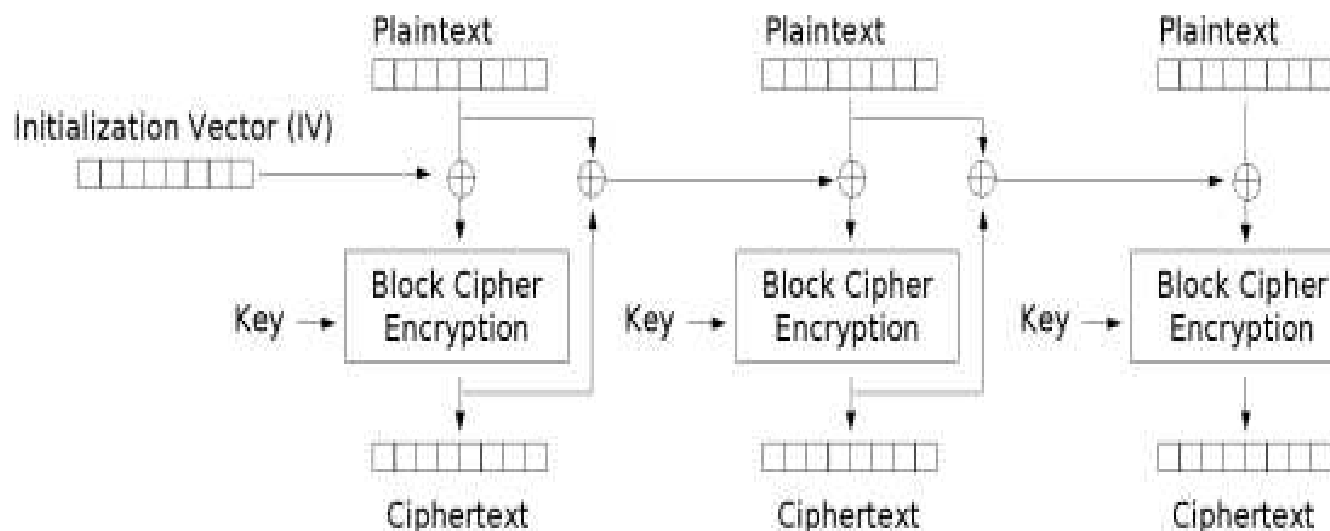 Plaintext
Plaintext
Plaintext
Initialization Vector (IV)
Block Cipher
Encryption
Block Cipher
Encryption
Block Cipher
Encryption
Key
Key
Key
Ciphertext
Ciphertext
Ciphertext